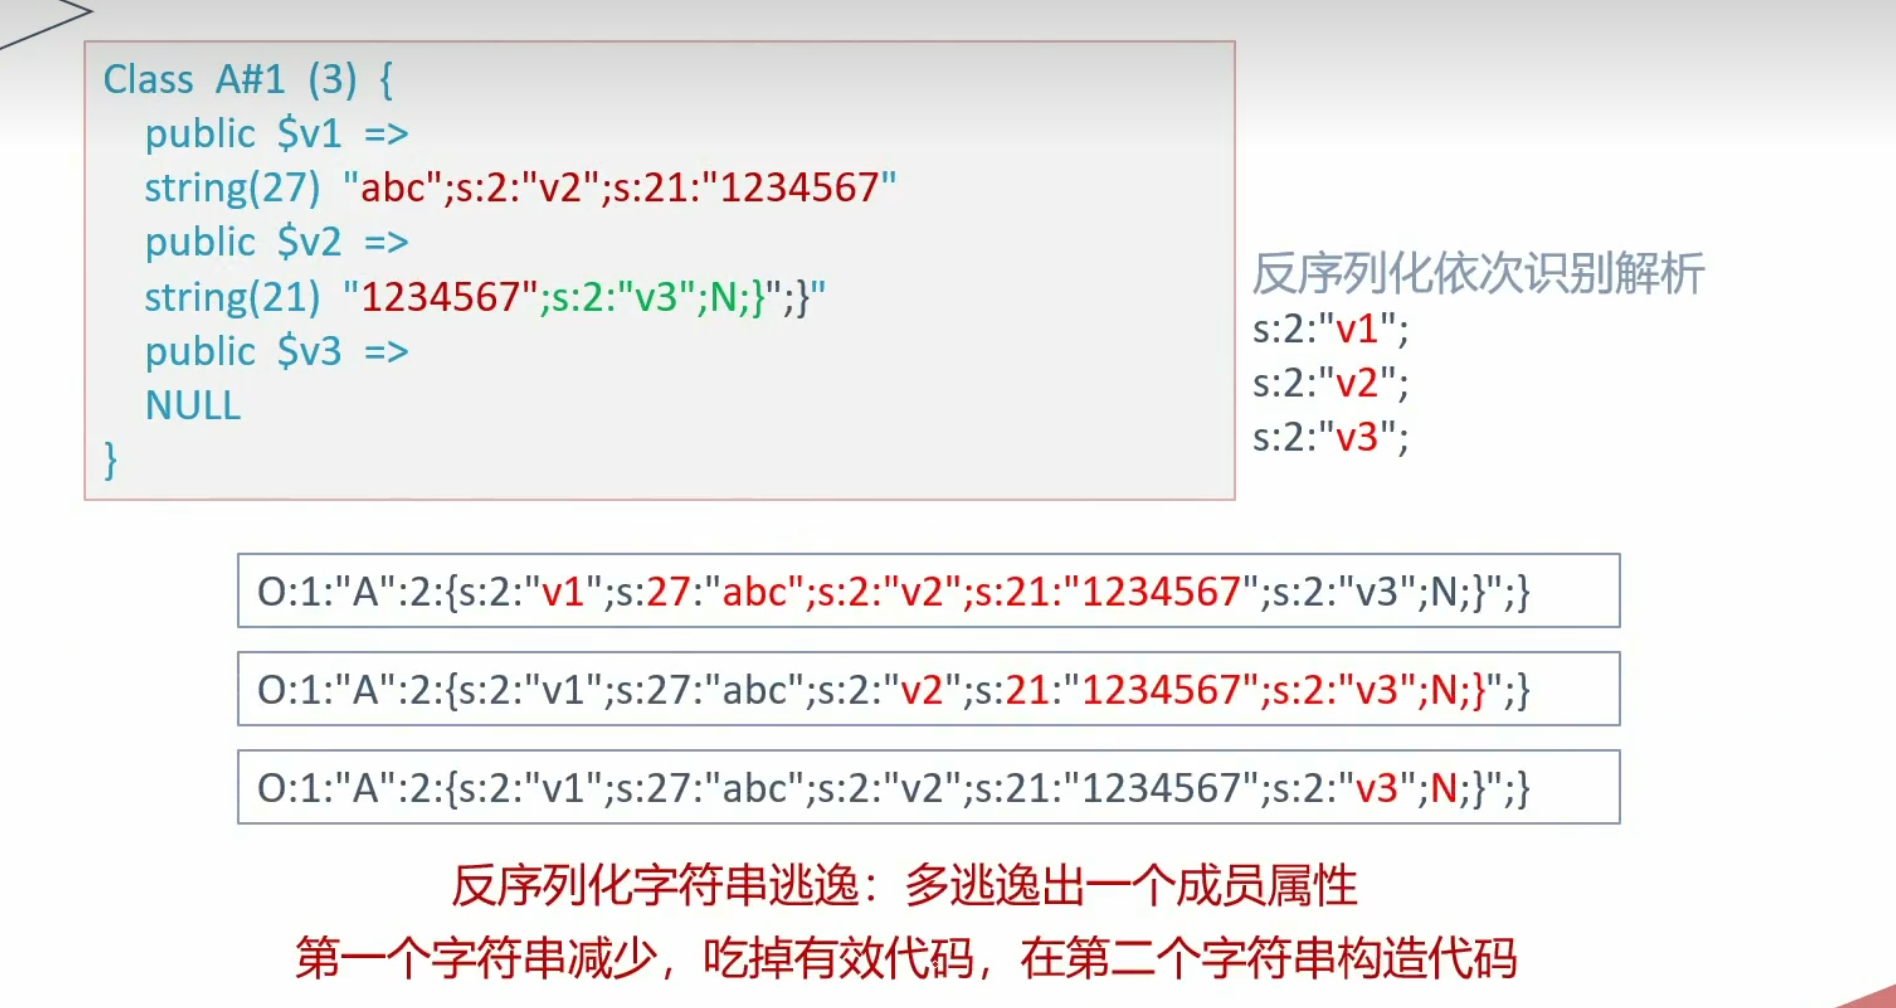 Class A#1 (3) {
public $v1 =>
string(27) "abc";s:2:"v2";s:21:"1234567"
public $v2 =>
string(21) "1234567";s:2:"v3";N;}";}"
public $v3 =>
NULL
}
反序列化依次识别解析
s:2:"v1";
s:2:"v2";
s:2:"v3";
O:1:"A":2:{s:2:"v1";s:27:"abc";s:2:"v2";s:21:"1234567";s:2:"v3";N;}";}
O:1:"A":2:{s:2:"v1";s:27:"abc";s:2:"v2";s:21:"1234567";s:2:"v3";N;}";}
O:1:"A":2:{s:2:"v1";s:27:"abc";s:2:"v2";s:21:"1234567";s:2:"v3";N;}";}
反序列化字符串逃逸：多逃逸出一个成员属性
第一个字符串减少，吃掉有效代码，在第二个字符串构造代码